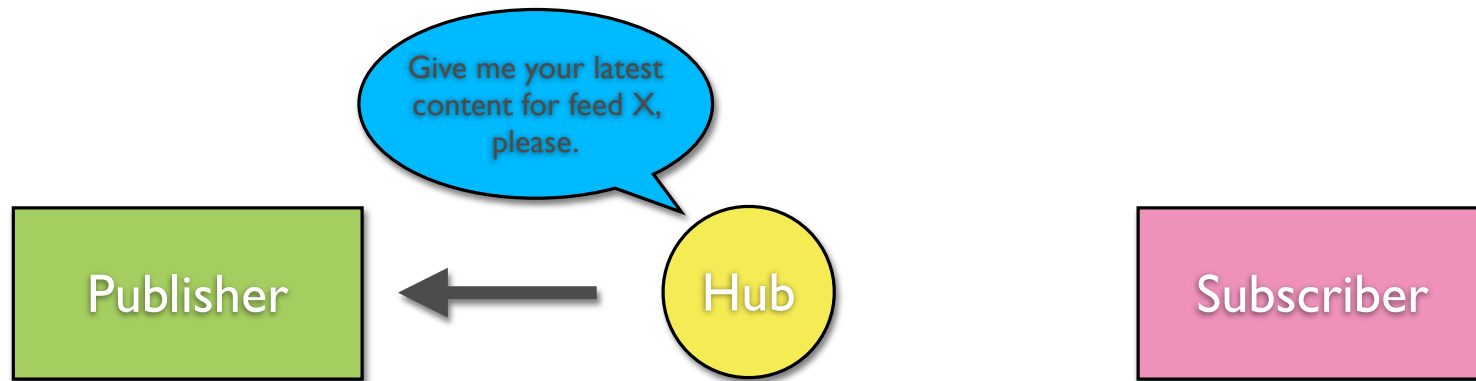 Give me your latest
content for feed X,
please.
Publisher
Hub
Subscriber